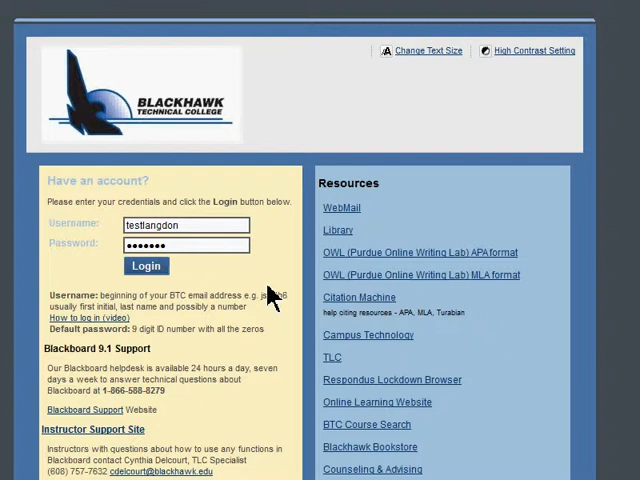 Change Text Size
High Contrast Setting
BLACKHAWK
TECHNICAL COLLEGE
Have an account?
Please enter your credentials and click the Login button below.
Username: testlangdon
Password: •••••••
Login
Username: beginning of your BTC email address e.g.
usually first initial, last name and possibly a number
How to log in (video)
Default password: 9 digit ID number with all the zeros
Blackboard 9.1 Support
Our Blackboard helpdesk is available 24 hours a day, seven
days a week to answer technical questions about
Blackboard at 1-866-588-8279
Blackboard Support Website
Instructor Support Site
Instructors with questions about how to use any functions in
Blackboard contact Cynthia Delcourt, TLC Specialist
(608) 757-7632 cdelcourt@blackhawk.edu
Resources
WebMail
Library
OWL (Purdue Online Writing Lab) APA format
OWL (Purdue Online Writing Lab) MLA format
Citation Machine
help citing resources - APA, MLA, Turabian
Campus Technology
TLC
Respondus Lockdown Browser
Online Learning Website
BTC Course Search
Blackhawk Bookstore
Counseling & Advising